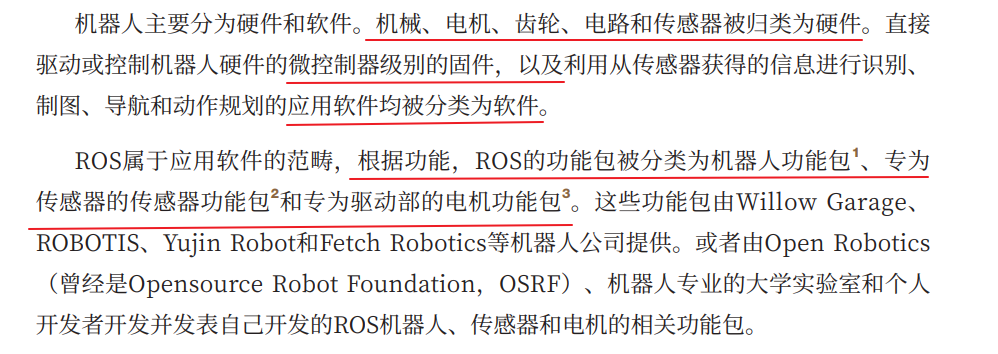 机器人主要分为硬件和软件。机械、电机、齿轮、电路和传感器被归类为硬件。直接
驱动或控制机器人硬件的微控制器级别的固件，以及利用从传感器获得的信息进行识别、
制图、导航和动作规划的应用软件均被分类为软件。
ROS属于应用软件的范畴，根据功能，ROS的功能包被分类为机器人功能包1、专为
传感器的传感器功能包2和专为驱动部的电机功能包3。这些功能包由Willow Garage、
ROBOTIS、Yujin Robot和Fetch Robotics等机器人公司提供。或者由Open Robotics
（曾经是Opensource Robot Foundation，OSRF）、机器人专业的大学实验室和个人
开发者开发并发表自己开发的ROS机器人、传感器和电机的相关功能包。